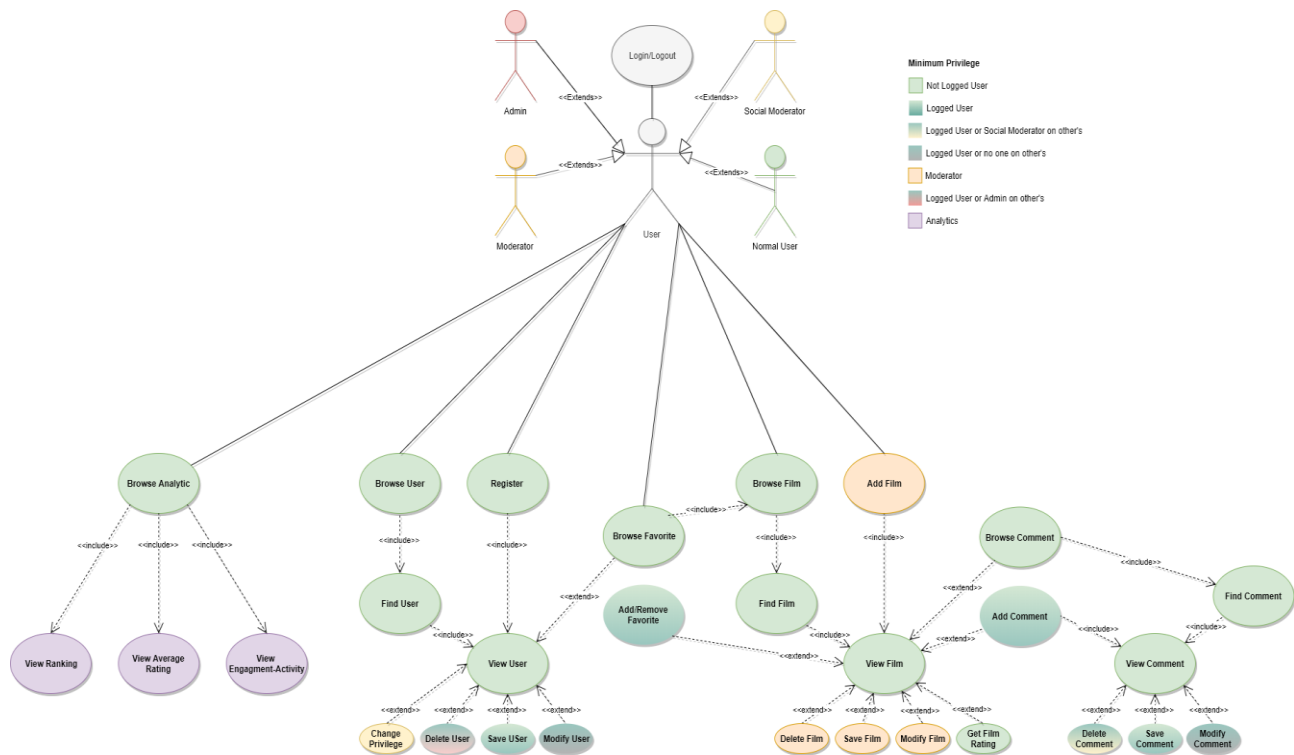 Login/Logout
Minimum Privilege
Not Logged User
Logged User
Logged User or Social Moderator on other's
Logged User or no one on other's
Moderator
Logged User or Admin on other's
Analytics
<<Extends>>
<<Extends>>
Admin
Social Moderator
<<Extends>>
<<Extends>>
Moderator
User
Normal User
Browse Analytic
Browse User
Register
Browse Film
Add Film
<<include>>
<<include>>
<<include>>
<<include>>
<<include>>
<<include>>
<<include>>
<<include>>
Browse Favorite
Browse Comment
<<include>>
Find User
<<extend>>
Add/Remove
Favorite
Find Film
<<extend>>
Add Comment
Find Comment
<<include>>
<<include>>
<<extend>>
<<include>>
<<include>>
<<extend>>
View Ranking
View Average
Rating
View
Engagment-Activity
View User
View Film
View Comment
<<extend>>
<<extend>>
<<extend>>
<<extend>>
<<extend>>
<<extend>>
<<extend>>
<<extend>>
<<extend>>
<<extend>>
<<extend>>
Change
Privilege
Delete User
Save USer
Modify User
Delete Film
Save Film
Modify Film
Get Film
Rating
Delete
Comment
Save
Comment
Modify
Comment